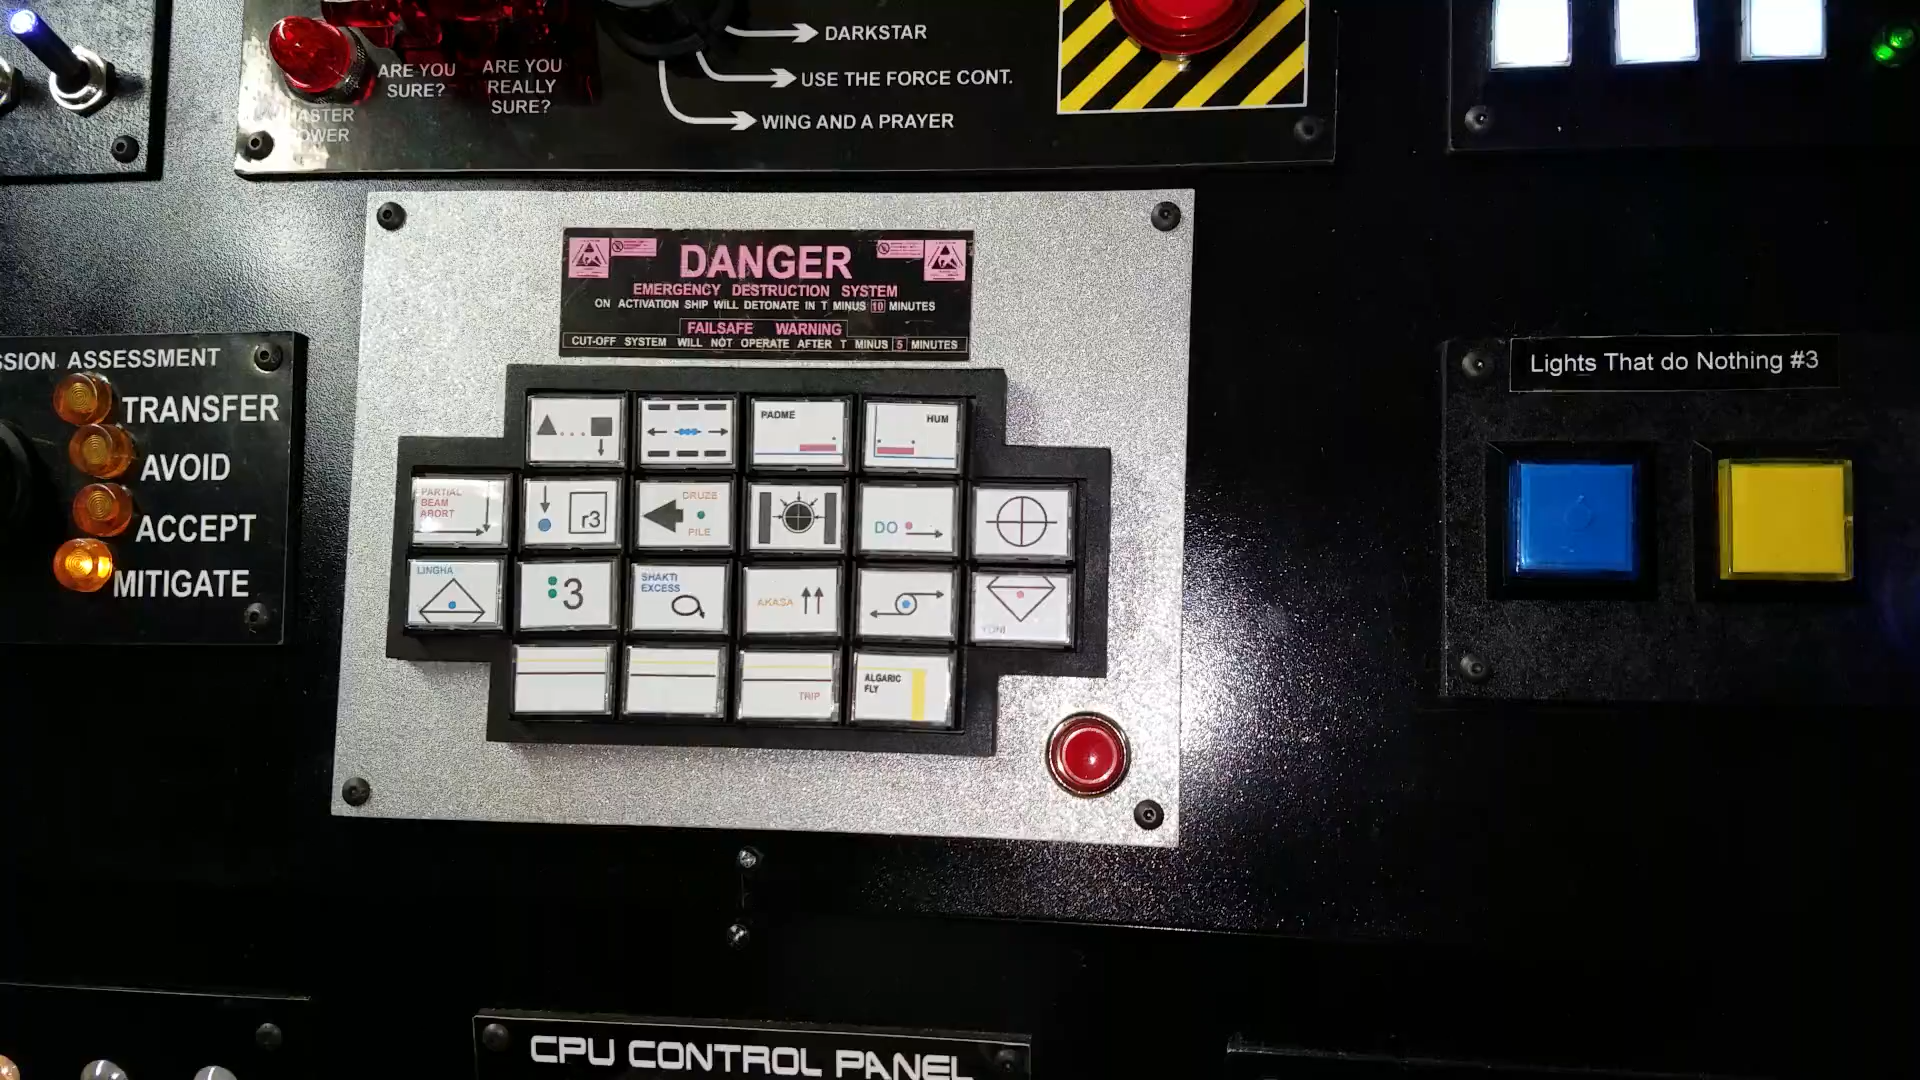 DARKSTAR
USE THE FORCE CONT.
WING AND A PRAYER
ARE YOU
SURE?
ARE YOU
REALLY
SURE?
DANGER
EMERGENCY DESTRUCTION SYSTEM
ON ACTIVATION SHIP WILL DETONATE IN T MINUS 10 MINUTES
FAILSAFE WARNING
CUT-OFF SYSTEM WILL NOT OPERATE AFTER T MINUS 5 MINUTES
SSION ASSESSMENT
TRANSFER
AVOID
ACCEPT
MITIGATE
Lights That do Nothing #3
PADME
HUM
PARTIAL
BEAM
ABORT
r3
CRUZE
PILE
DO
LINGHA
:3
SHAKTI
EXCESS
AKASA
YONI
TRIP
ALGARIC
FLY
CPU CONTROL PANEL